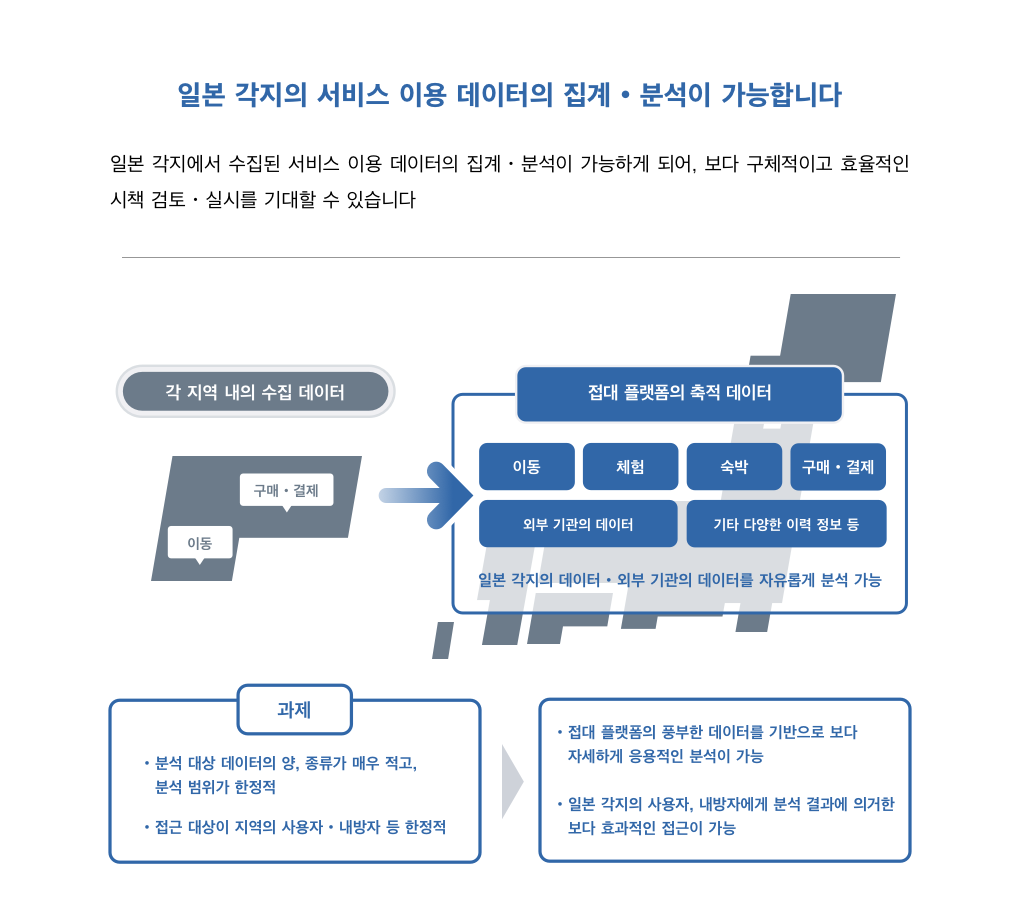 일본 각지의 서비스 이용 데이터의 집계・분석이 가능합니다
일본 각지에서 수집된 서비스 이용 데이터의 집계・분석이 가능하게 되어, 보다 구체적이고 효율적인
시책 검토・실시를 기대할 수 있습니다
각 지역 내의 수집 데이터
구매・결제
이동
접대 플랫폼의 축적 데이터
이동
체험
숙박
구매・결제
외부 기관의 데이터
기타 다양한 이력 정보 등
일본 각지의 데이터・외부 기관의 데이터를 자유롭게 분석 가능
과제
・분석 대상 데이터의 양, 종류가 매우 적고,
분석 범위가 한정적
・접근 대상이 지역의 사용자・내방자 등 한정적
・접대 플랫폼의 풍부한 데이터를 기반으로 보다
자세하게 응용적인 분석이 가능
・일본 각지의 사용자, 내방자에게 분석 결과에 의거한
보다 효과적인 접근이 가능